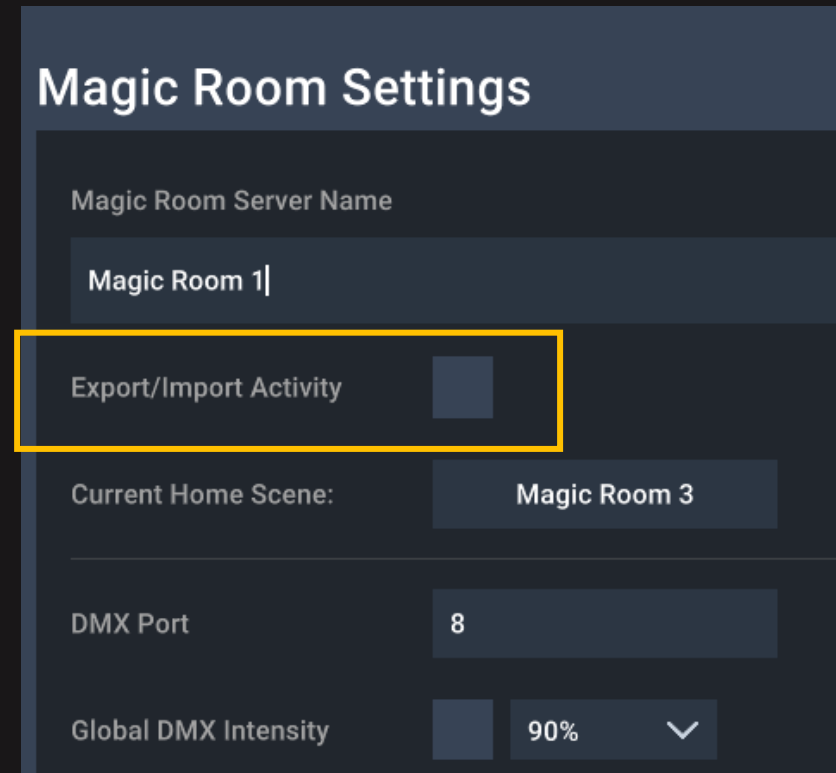 Magic Room Settings
Magic Room Server Name
Magic Room 1
Export/Import Activity
Current Home Scene: Magic Room 3
DMX Port 8
Global DMX Intensity 90%